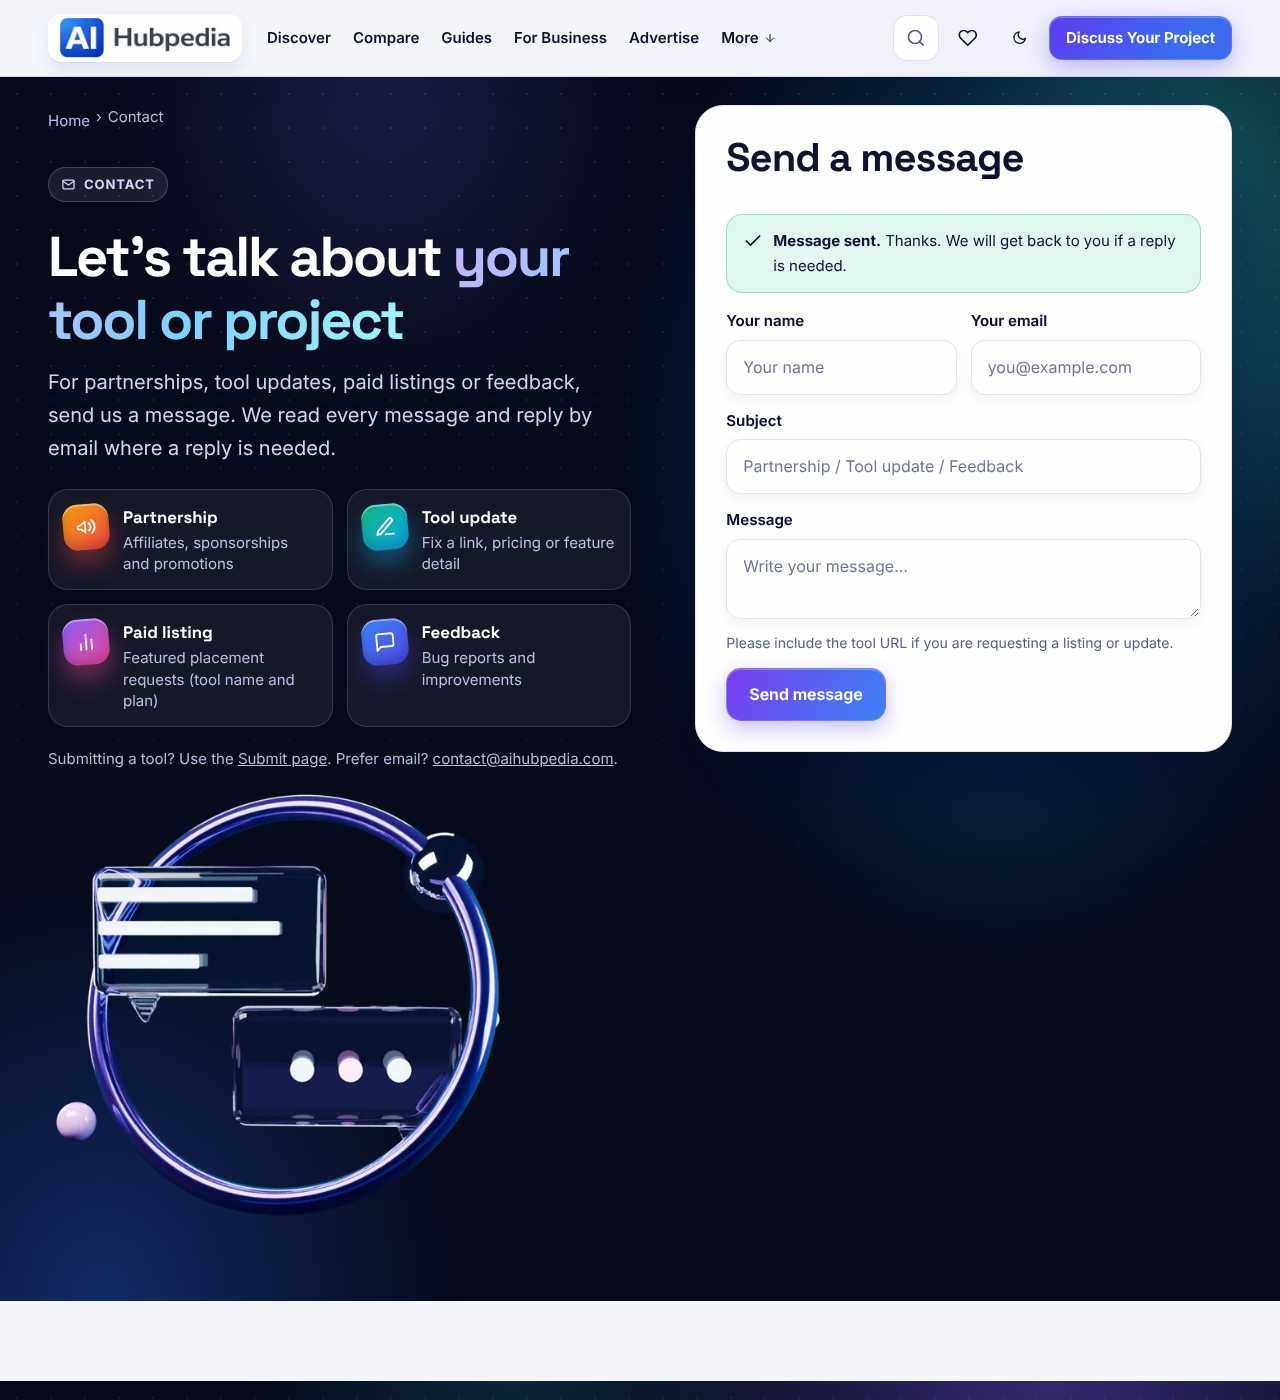 AI Hubpedia
Discover
Compare
Guides
For Business
Advertise
More
Discuss Your Project
Home › Contact
CONTACT
Let’s talk about your
tool or project
For partnerships, tool updates, paid listings or feedback,
send us a message. We read every message and reply by
email where a reply is needed.
Partnership
Affiliates, sponsorships
and promotions
Tool update
Fix a link, pricing or feature
detail
Paid listing
Featured placement
requests (tool name and
plan)
Feedback
Bug reports and
improvements
Submitting a tool? Use the Submit page. Prefer email? contact@aihubpedia.com.
Send a message
Message sent. Thanks. We will get back to you if a reply
is needed.
Your name
Your name
Your email
you@example.com
Subject
Partnership / Tool update / Feedback
Message
Write your message...
Please include the tool URL if you are requesting a listing or update.
Send message